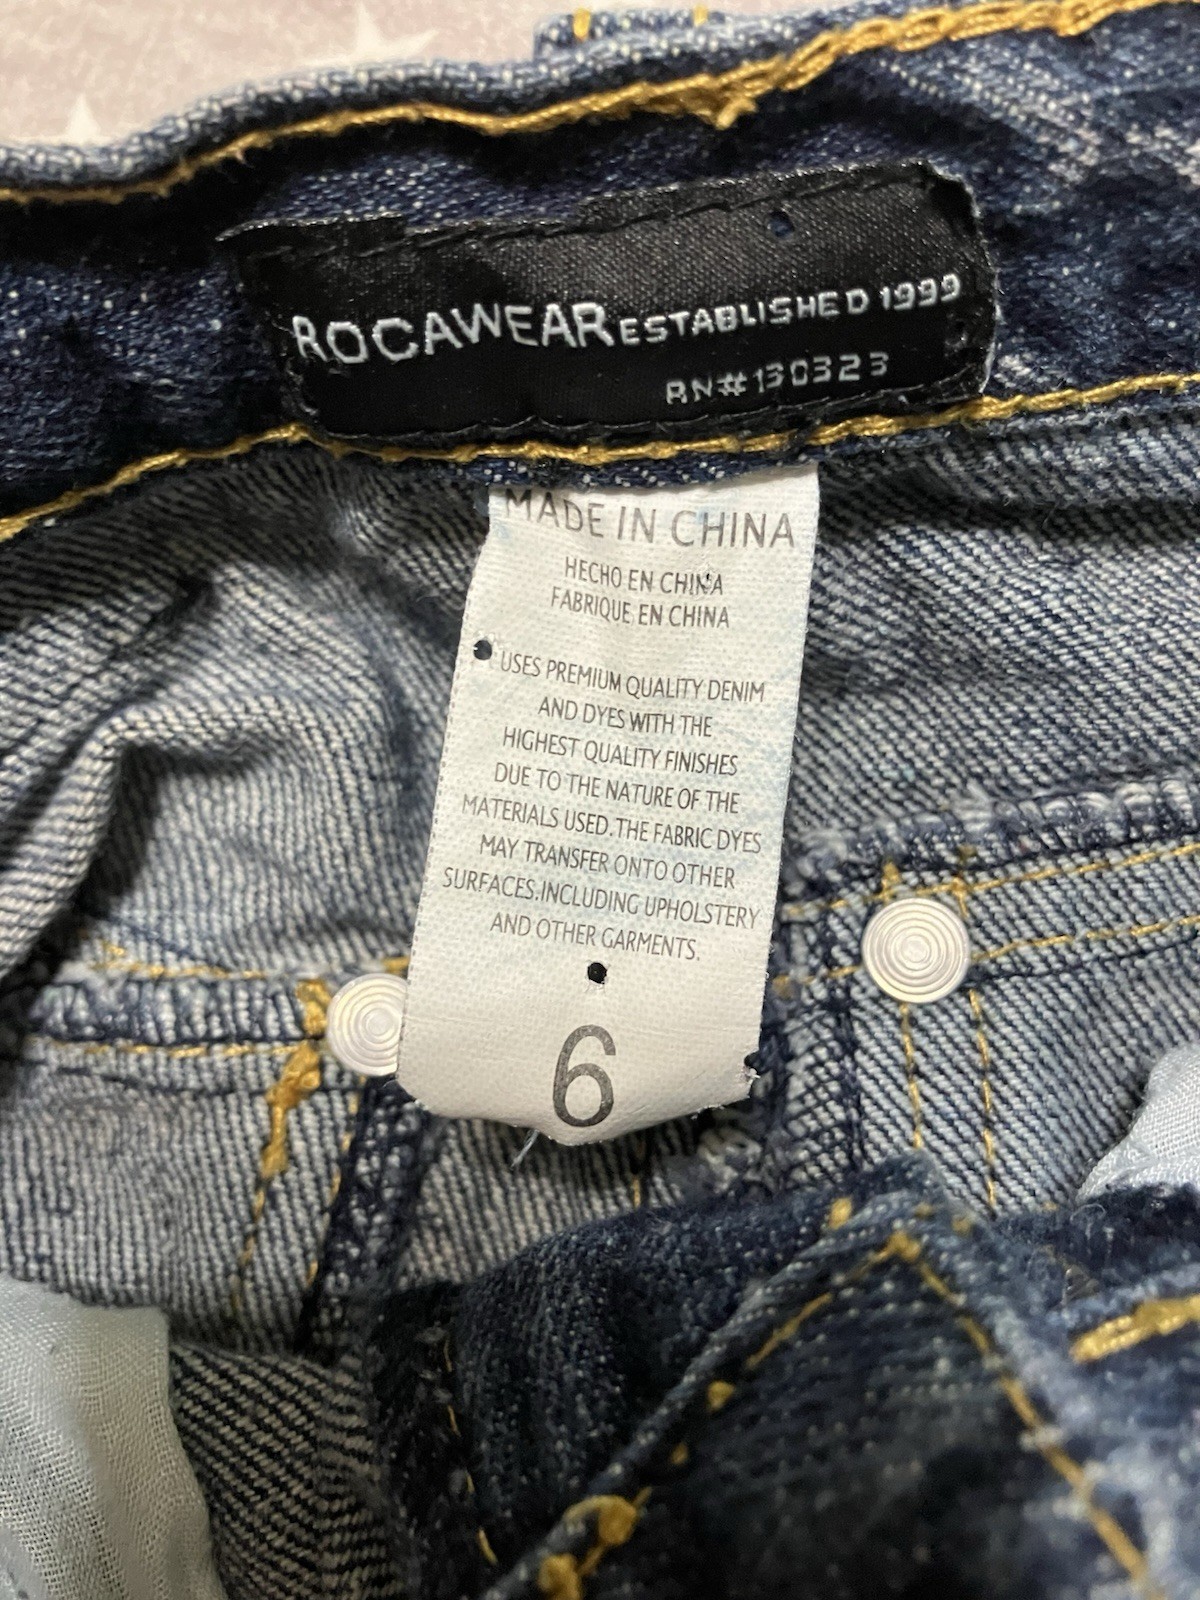 ROCAWEAR ESTABLISHED 1999
RN#130323
MADE IN CHINA
HECHO EN CHINA
FABRIQUE EN CHINA
USES PREMIUM QUALITY DENIM
AND DYES WITH THE
HIGHEST QUALITY FINISHES
DUE TO THE NATURE OF THE
MATERIALS USED.THE FABRIC DYES
MAY TRANSFER ONTO OTHER
SURFACES.INCLUDING UPHOLSTERY
AND OTHER GARMENTS.
6